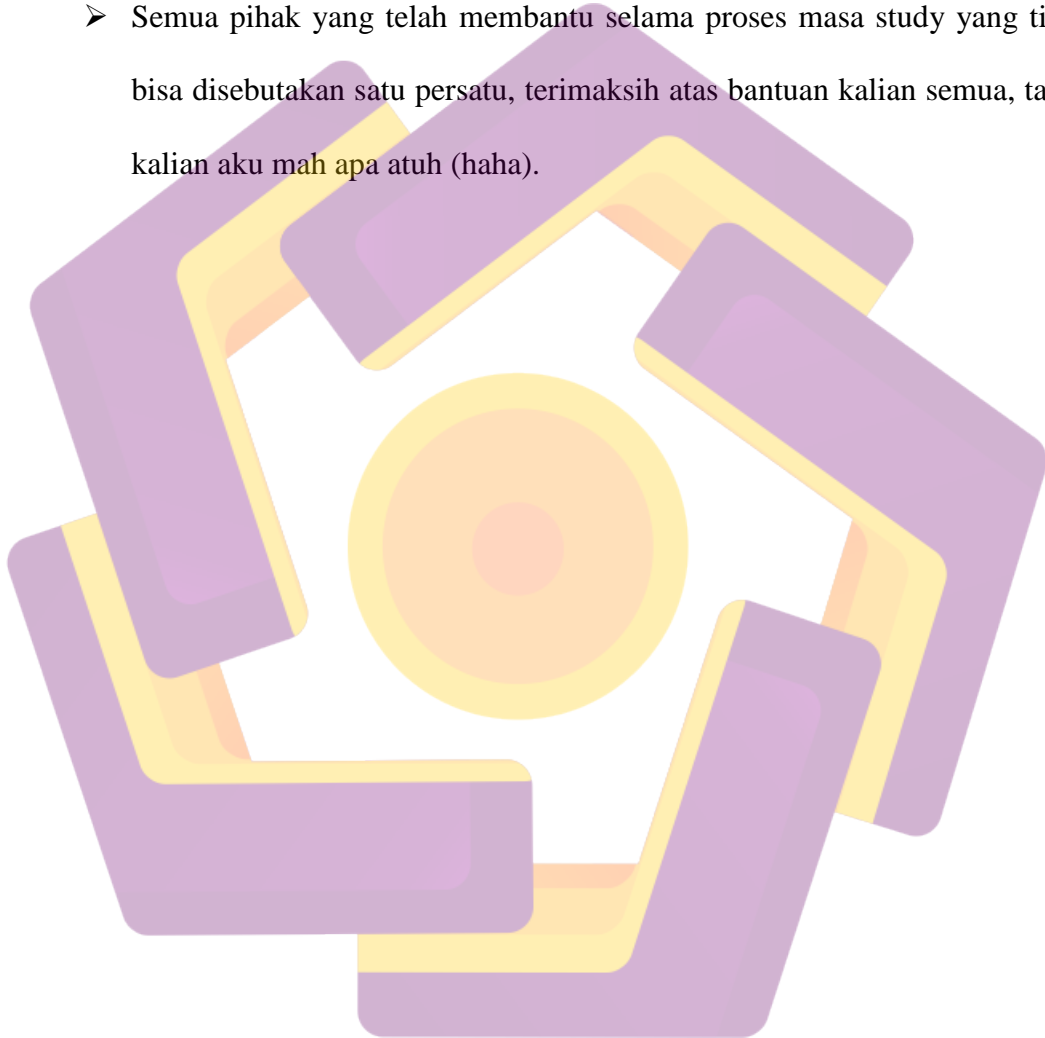 ➢ Semua pihak yang telah membantu selama proses masa study yang ti
bisa disebutakan satu persatu, terimaksih atas bantuan kalian semua, ta
kalian aku mah apa atuh (haha).